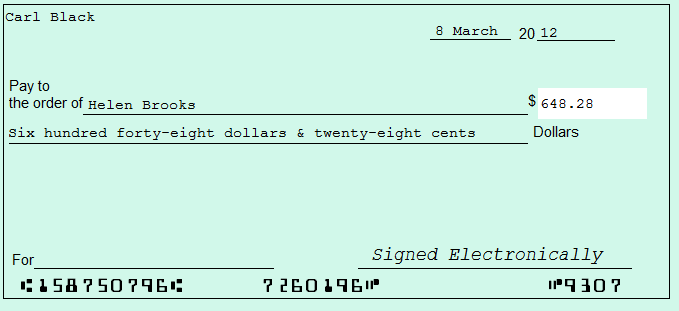 Carl Black
8 March 20 12
Pay to
the order of Helen Brooks $ 648.28
Six hundred forty-eight dollars & twenty-eight cents Dollars
Signed Electronically
For
⑆158750796⑆ 7260196⑈ ⑈9307